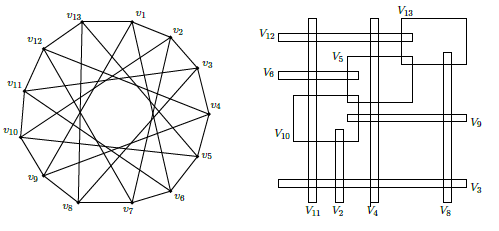 v₁₃ v₁
v₁₂ v₂
v₁₁ v₃
v₁₀ v₄
v₉ v₅
v₈ v₇ v₆
V₁₃
V₁₂
V₅
V₆
V₉
V₁₀
V₃
V₁₁ V₂ V₄ V₈